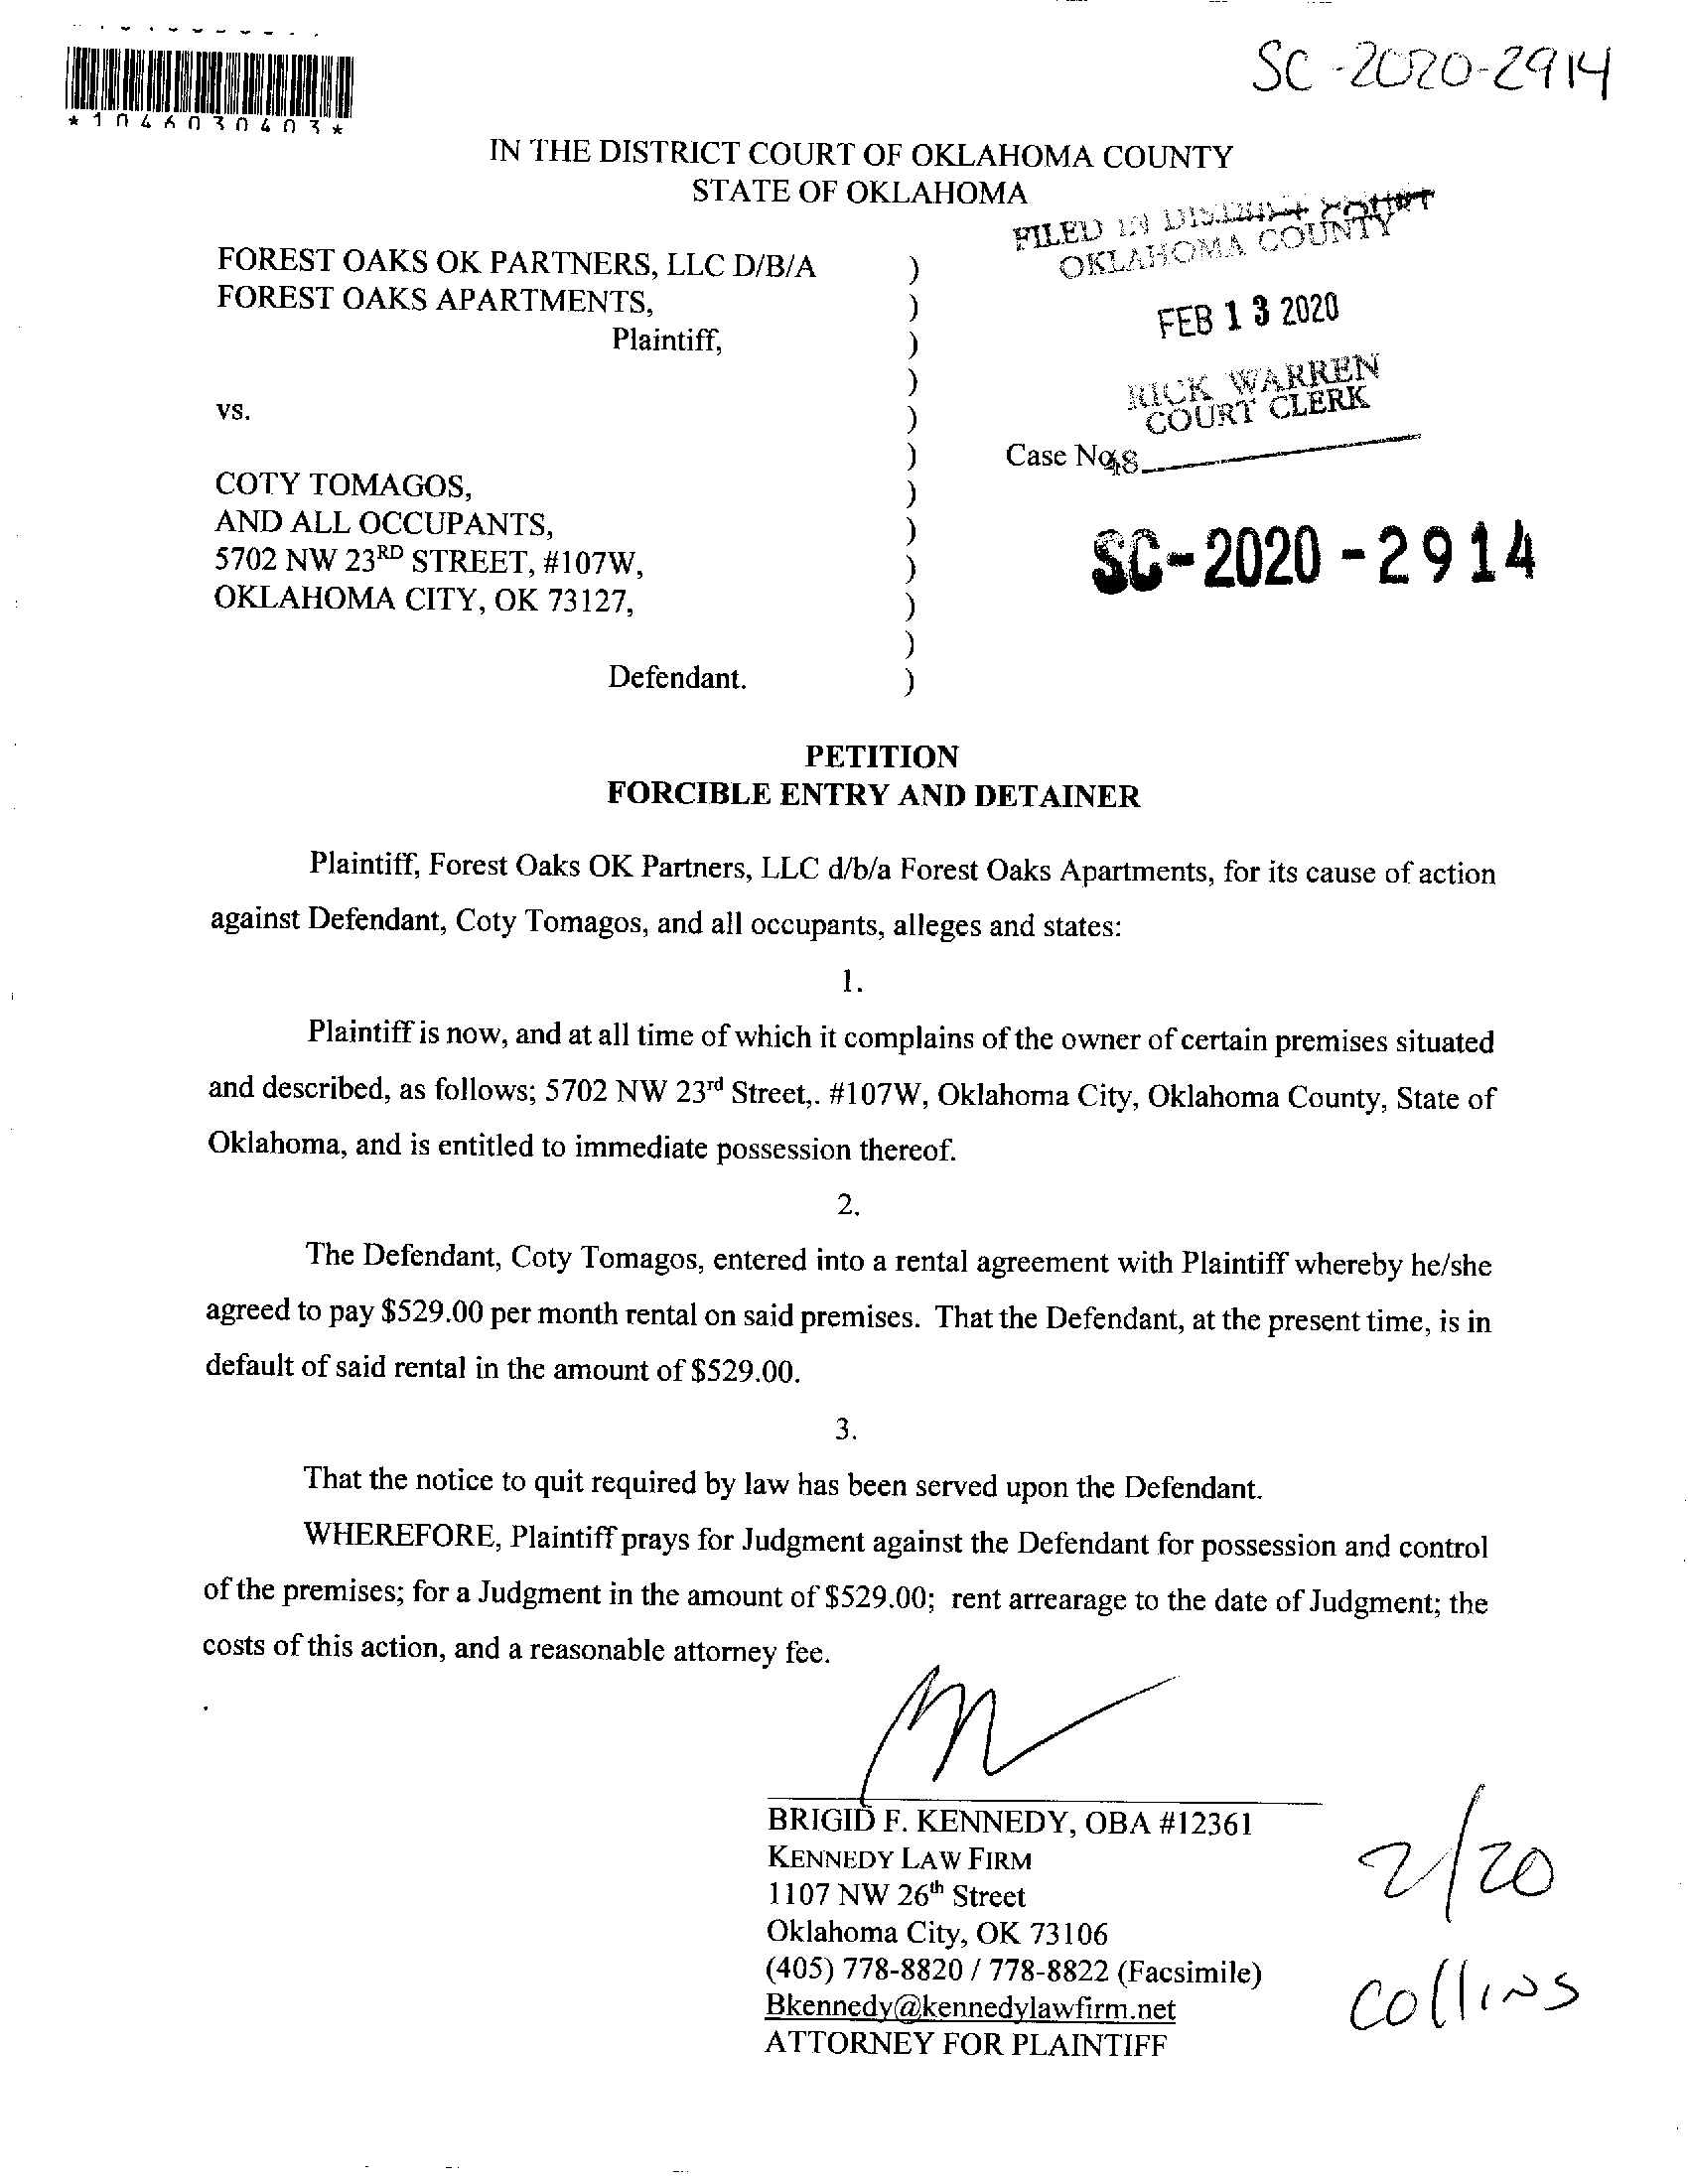 SC-2020-2914
*1046030403*
IN THE DISTRICT COURT OF OKLAHOMA COUNTY
STATE OF OKLAHOMA
FILED IN DISTRICT COURT
OKLAHOMA COUNTY
FEB 13 2020
RICK WARREN
COURT CLERK
48
FOREST OAKS OK PARTNERS, LLC D/B/A )
FOREST OAKS APARTMENTS, )
Plaintiff, )
)
vs. )
) Case No.
COTY TOMAGOS, )
AND ALL OCCUPANTS, )
5702 NW 23RD STREET, #107W, )
OKLAHOMA CITY, OK 73127, )
)
Defendant. )
SC-2020-2914
PETITION
FORCIBLE ENTRY AND DETAINER
Plaintiff, Forest Oaks OK Partners, LLC d/b/a Forest Oaks Apartments, for its cause of action
against Defendant, Coty Tomagos, and all occupants, alleges and states:
1.
Plaintiff is now, and at all time of which it complains of the owner of certain premises situated
and described, as follows; 5702 NW 23rd Street,. #107W, Oklahoma City, Oklahoma County, State of
Oklahoma, and is entitled to immediate possession thereof.
2.
The Defendant, Coty Tomagos, entered into a rental agreement with Plaintiff whereby he/she
agreed to pay $529.00 per month rental on said premises. That the Defendant, at the present time, is in
default of said rental in the amount of $529.00.
3.
That the notice to quit required by law has been served upon the Defendant.
WHEREFORE, Plaintiff prays for Judgment against the Defendant for possession and control
of the premises; for a Judgment in the amount of $529.00; rent arrearage to the date of Judgment; the
costs of this action, and a reasonable attorney fee.
BRIGID F. KENNEDY, OBA #12361
KENNEDY LAW FIRM
1107 NW 26th Street
Oklahoma City, OK 73106
(405) 778-8820 / 778-8822 (Facsimile)
Bkennedy@kennedylawfirm.net
ATTORNEY FOR PLAINTIFF
2/20
Collins